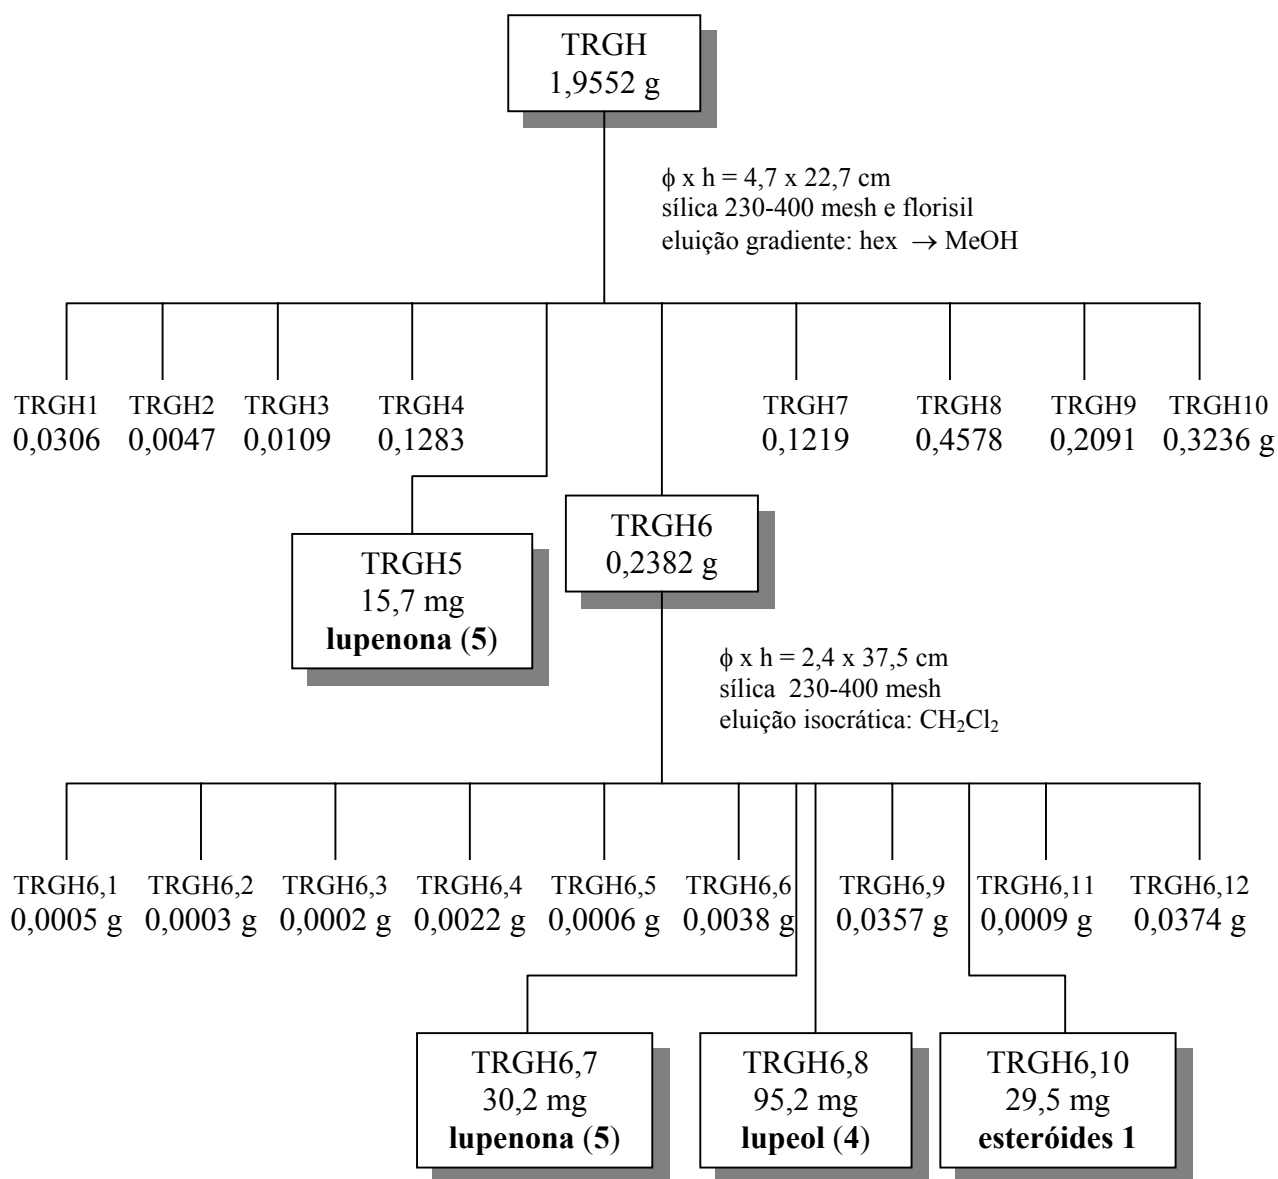 TRGH
1,9552 g
ϕ x h = 4,7 x 22,7 cm
sílica 230-400 mesh e florisil
eluição gradiente: hex → MeOH
TRGH1
0,0306
TRGH2
0,0047
TRGH3
0,0109
TRGH4
0,1283
TRGH7
0,1219
TRGH8
0,4578
TRGH9
0,2091
TRGH10
0,3236 g
TRGH5
15,7 mg
lupenona (5)
TRGH6
0,2382 g
ϕ x h = 2,4 x 37,5 cm
sílica 230-400 mesh
eluição isocrática: CH₂Cl₂
TRGH6,1
0,0005 g
TRGH6,2
0,0003 g
TRGH6,3
0,0002 g
TRGH6,4
0,0022 g
TRGH6,5
0,0006 g
TRGH6,6
0,0038 g
TRGH6,9
0,0357 g
TRGH6,11
0,0009 g
TRGH6,12
0,0374 g
TRGH6,7
30,2 mg
lupenona (5)
TRGH6,8
95,2 mg
lupeol (4)
TRGH6,10
29,5 mg
esteróides 1